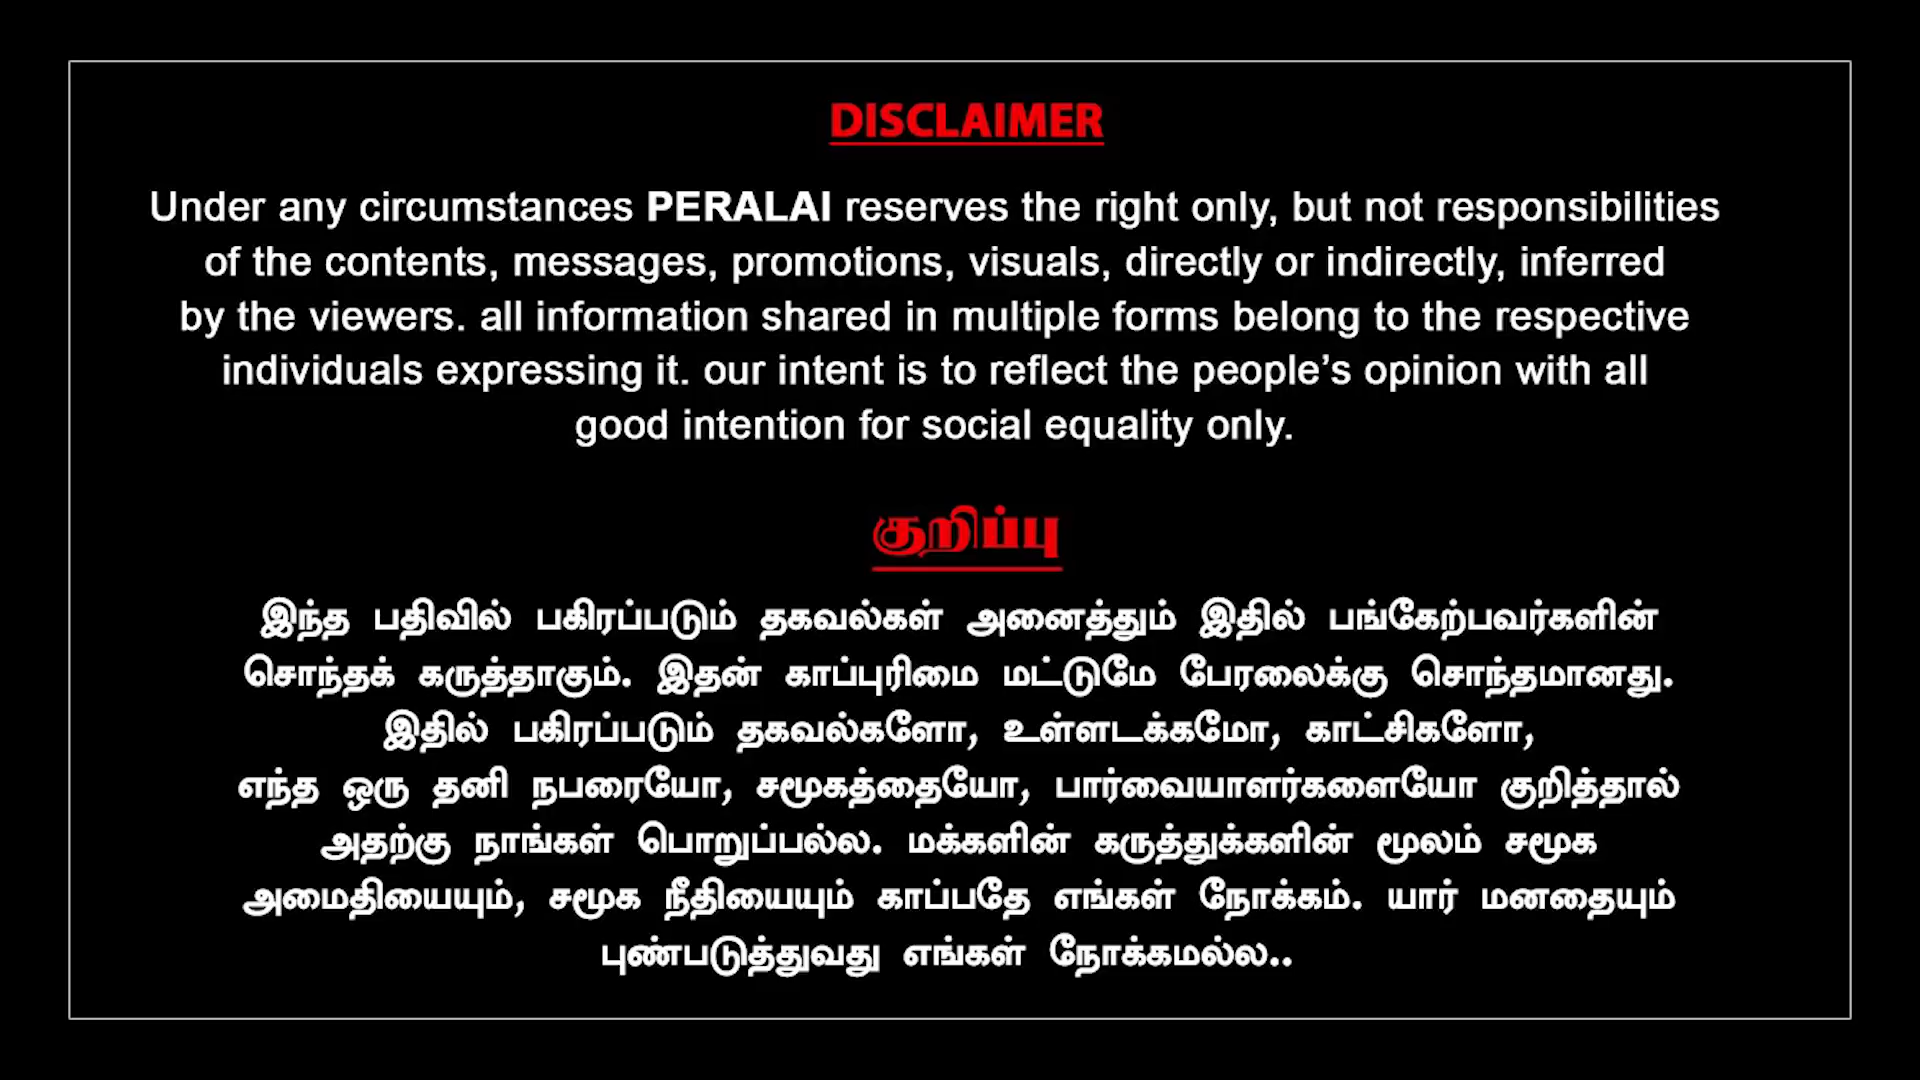 DISCLAIMER
Under any circumstances PERALAI reserves the right only, but not responsibilities
of the contents, messages, promotions, visuals, directly or indirectly, inferred
by the viewers. all information shared in multiple forms belong to the respective
individuals expressing it. our intent is to reflect the people’s opinion with all
good intention for social equality only.
குறிப்பு
இந்த பதிவில் பகிரப்படும் தகவல்கள் அனைத்தும் இதில் பங்கேற்பவர்களின்
சொந்தக் கருத்தாகும். இதன் காப்புரிமை மட்டுமே பேரலைக்கு சொந்தமானது.
இதில் பகிரப்படும் தகவல்களோ, உள்ளடக்கமோ, காட்சிகளோ,
எந்த ஒரு தனி நபரையோ, சமூகத்தையோ, பார்வையாளர்களையோ குறித்தால்
அதற்கு நாங்கள் பொறுப்பல்ல. மக்களின் கருத்துக்களின் மூலம் சமூக
அமைதியையும், சமூக நீதியையும் காப்பதே எங்கள் நோக்கம். யார் மனதையும்
புண்படுத்துவது எங்கள் நோக்கமல்ல..